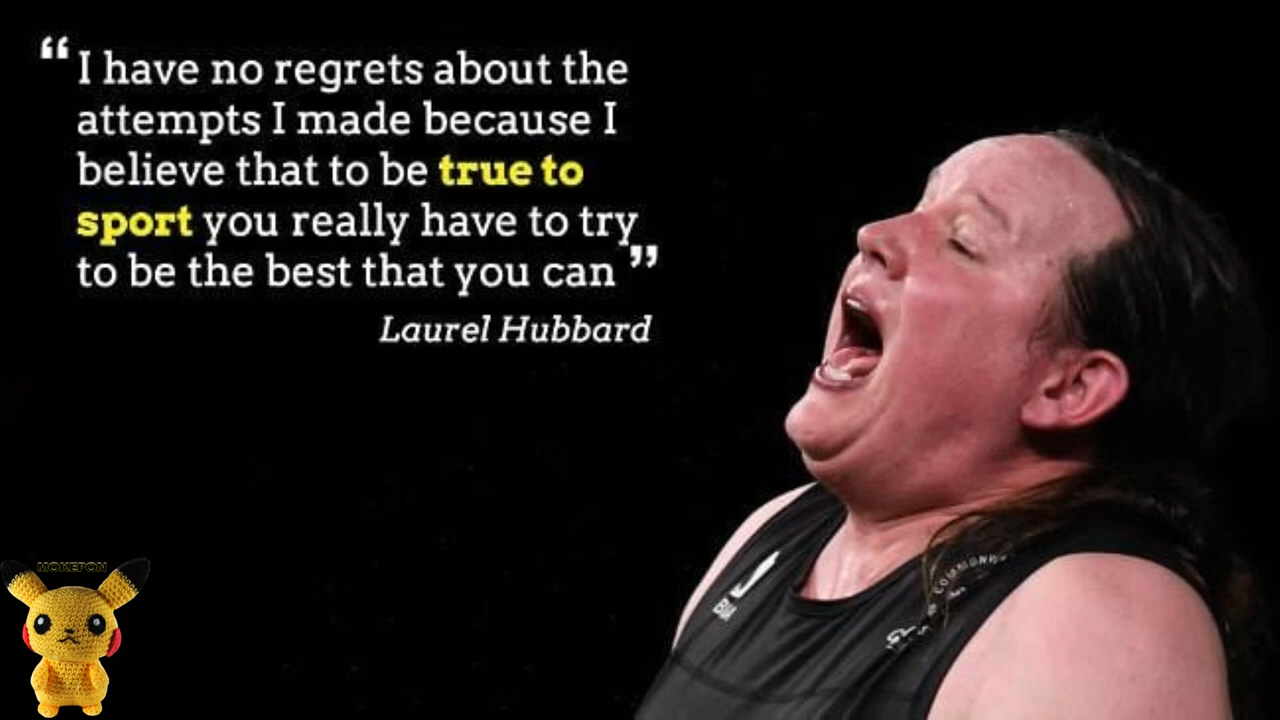 “I have no regrets about the
attempts I made because I
believe that to be true to
sport you really have to try
to be the best that you can”
Laurel Hubbard
MOKEPON